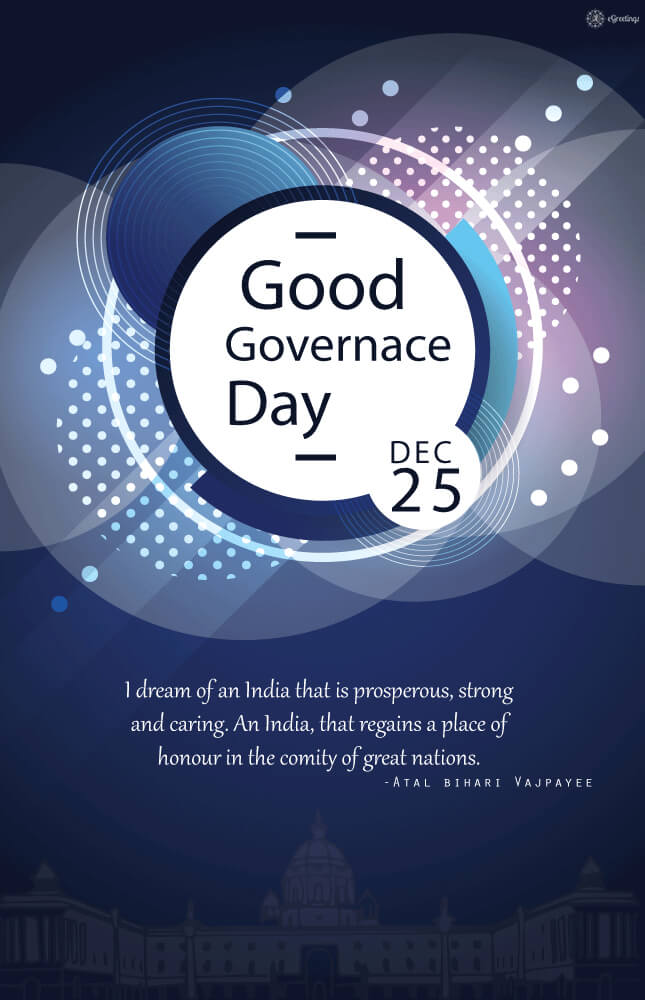 eGreetings
Good
Governace
Day
DEC
25
I dream of an India that is prosperous, strong
and caring. An India, that regains a place of
honour in the comity of great nations.
-Atal bihari Vajpayee